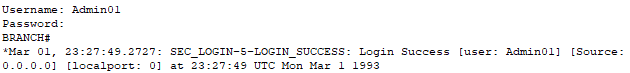 Username: Admin01
Password:
BRANCH#
*Mar 01, 23:27:49.2727: SEC_LOGIN-5-LOGIN_SUCCESS: Login Success [user: Admin01] [Source:
0.0.0.0] [localport: 0] at 23:27:49 UTC Mon Mar 1 1993